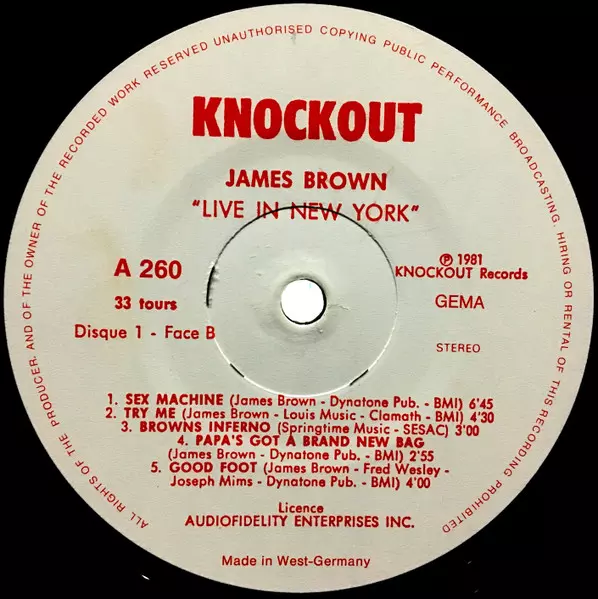 ALL RIGHTS OF THE PRODUCER, AND OF THE OWNER OF THE RECORDED WORK RESERVED UNAUTHORISED COPYING PUBLIC PERFORMANCE BROADCASTING, HIRING OR RENTAL OF THIS RECORDING PROHIBITED
KNOCKOUT
JAMES BROWN
"LIVE IN NEW YORK"
A 260
℗ 1981
KNOCKOUT Records
33 tours
GEMA
Disque 1 - Face B
STEREO
1. SEX MACHINE (James Brown - Dynatone Pub. - BMI) 6'45
2. TRY ME (James Brown - Louis Music - Clamath - BMI) 4'30
3. BROWNS INFERNO (Springtime Music - SESAC) 3'00
4. PAPA'S GOT A BRAND NEW BAG
(James Brown - Dynatone Pub. - BMI) 2'55
5. GOOD FOOT (James Brown - Fred Wesley -
Joseph Mims - Dynatone Pub. - BMI) 4'00
Licence
AUDIOFIDELITY ENTERPRISES INC.
Made in West-Germany